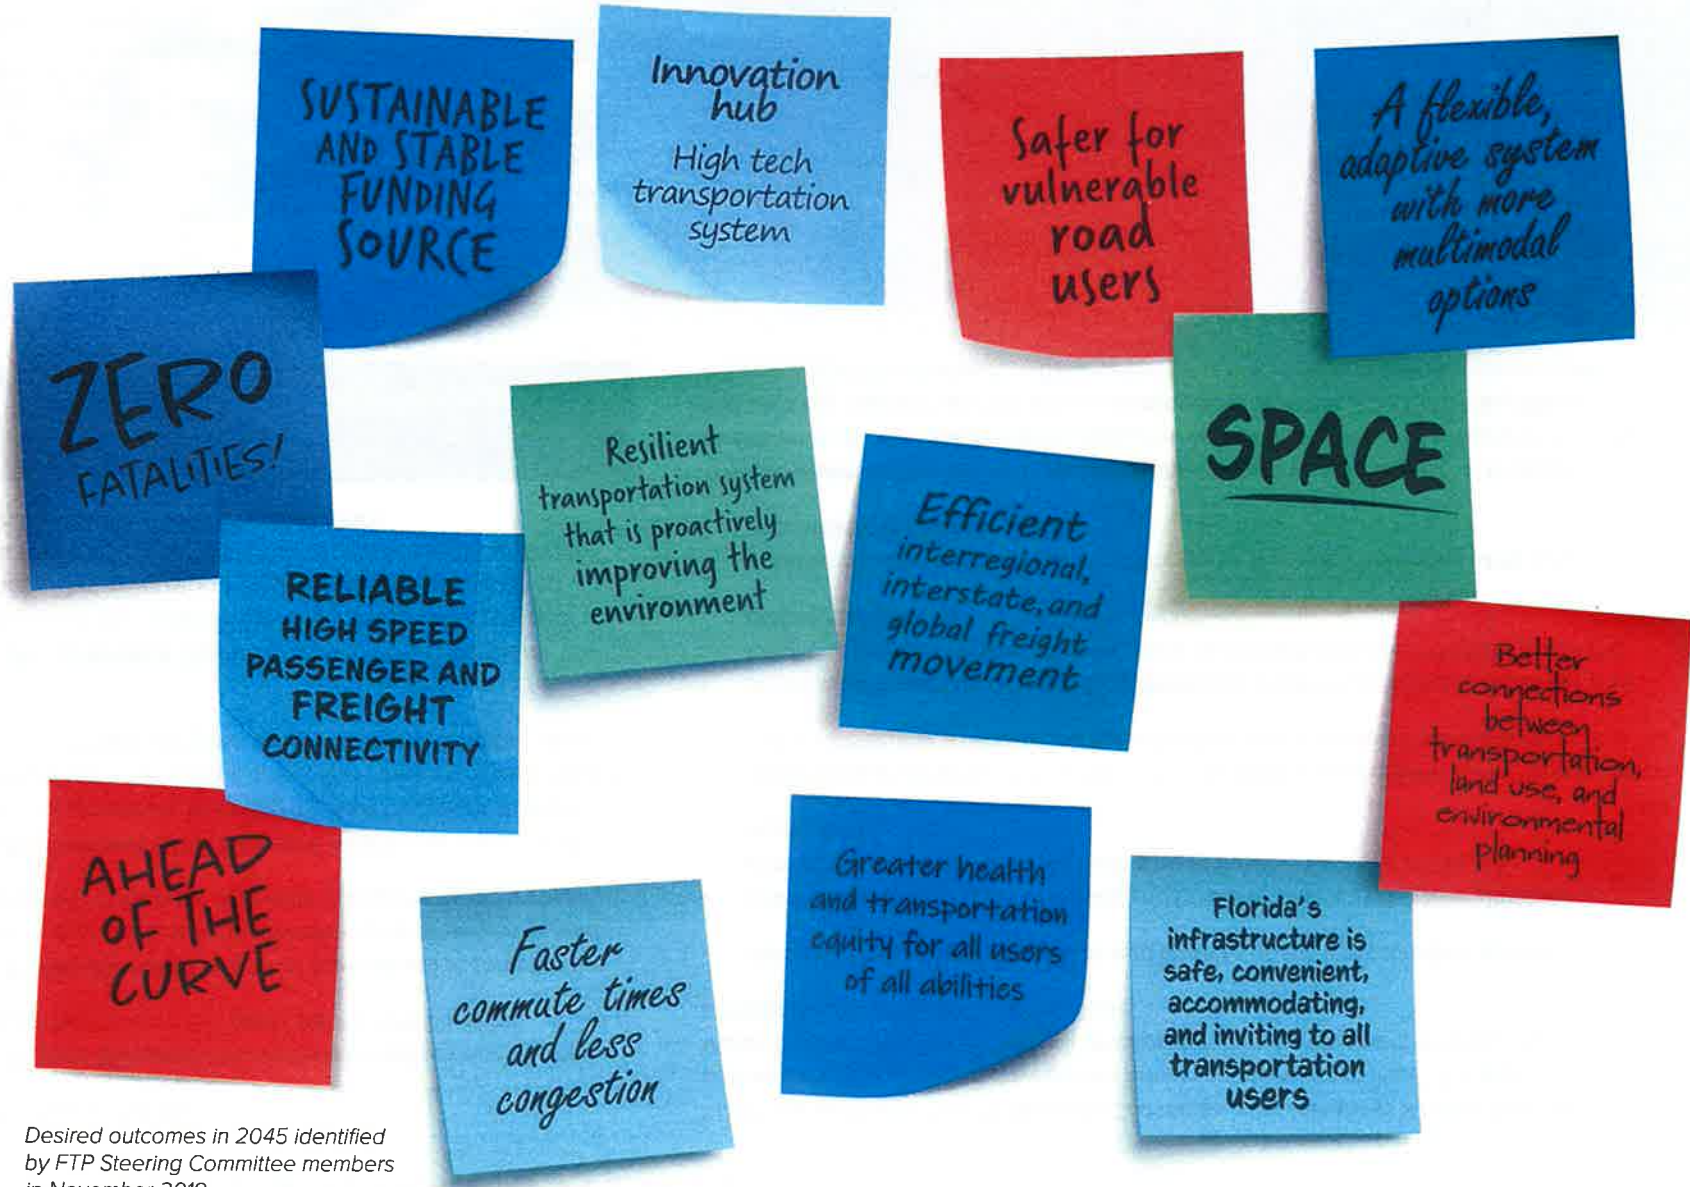 SUSTAINABLE
AND STABLE
FUNDING
SOURCE
Innovation
hub
High tech
transportation
system
Safer for
vulnerable
road
users
A flexible,
adaptive system
with more
multimodal
options
ZERO
FATALITIES!
Resilient
transportation system
that is proactively
improving the
environment
Efficient
interregional,
interstate, and
global freight
movement
SPACE
RELIABLE
HIGH SPEED
PASSENGER AND
FREIGHT
CONNECTIVITY
Better
connections
between
transportation,
land use, and
environmental
planning
AHEAD
OF THE
CURVE
Faster
commute times
and less
congestion
Greater health
and transportation
equity for all users
of all abilities
Florida's
infrastructure is
safe, convenient,
accommodating,
and inviting to all
transportation
users
Desired outcomes in 2045 identified
by FTP Steering Committee members
in November 2019